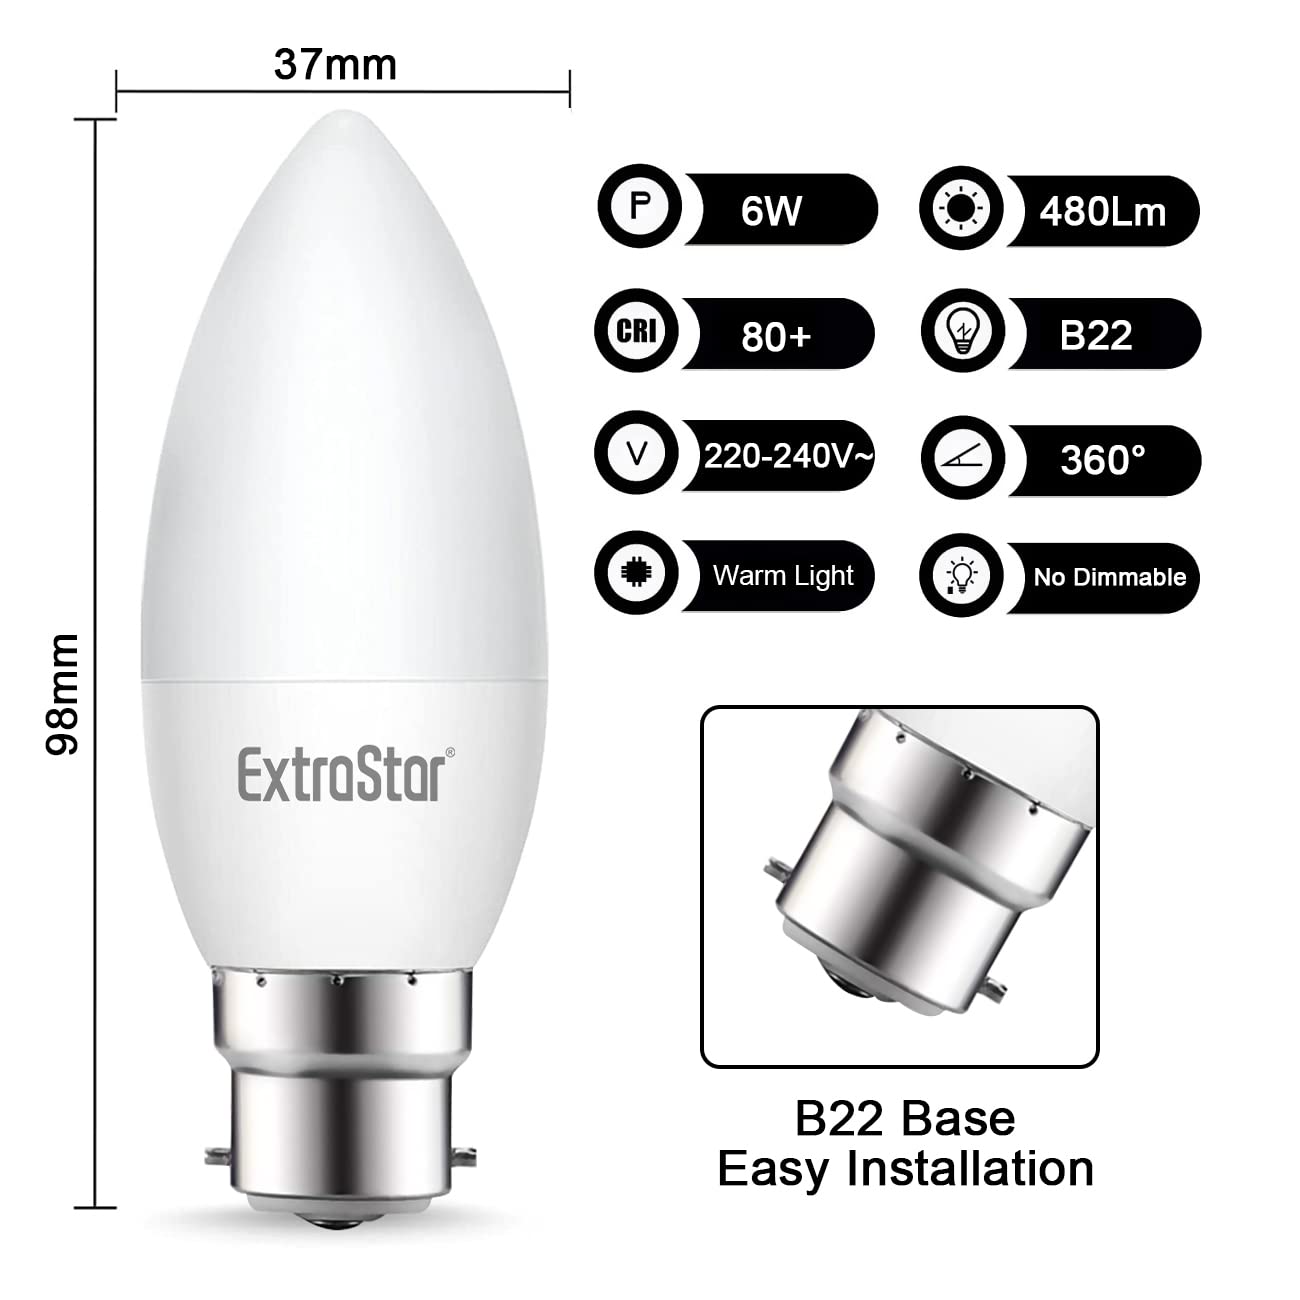 37mm
98mm
ExtraStar®
P
6W
480Lm
CRI
80+
B22
V
220-240V~
360°
Warm Light
No Dimmable
B22 Base
Easy Installation